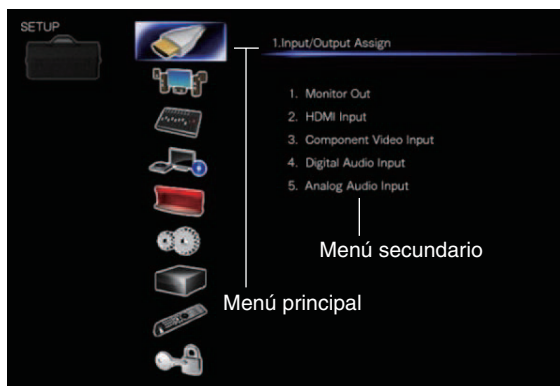 SETUP
1.Input/Output Assign
1. Monitor Out
2. HDMI Input
3. Component Video Input
4. Digital Audio Input
5. Analog Audio Input
Menú secundario
Menú principal